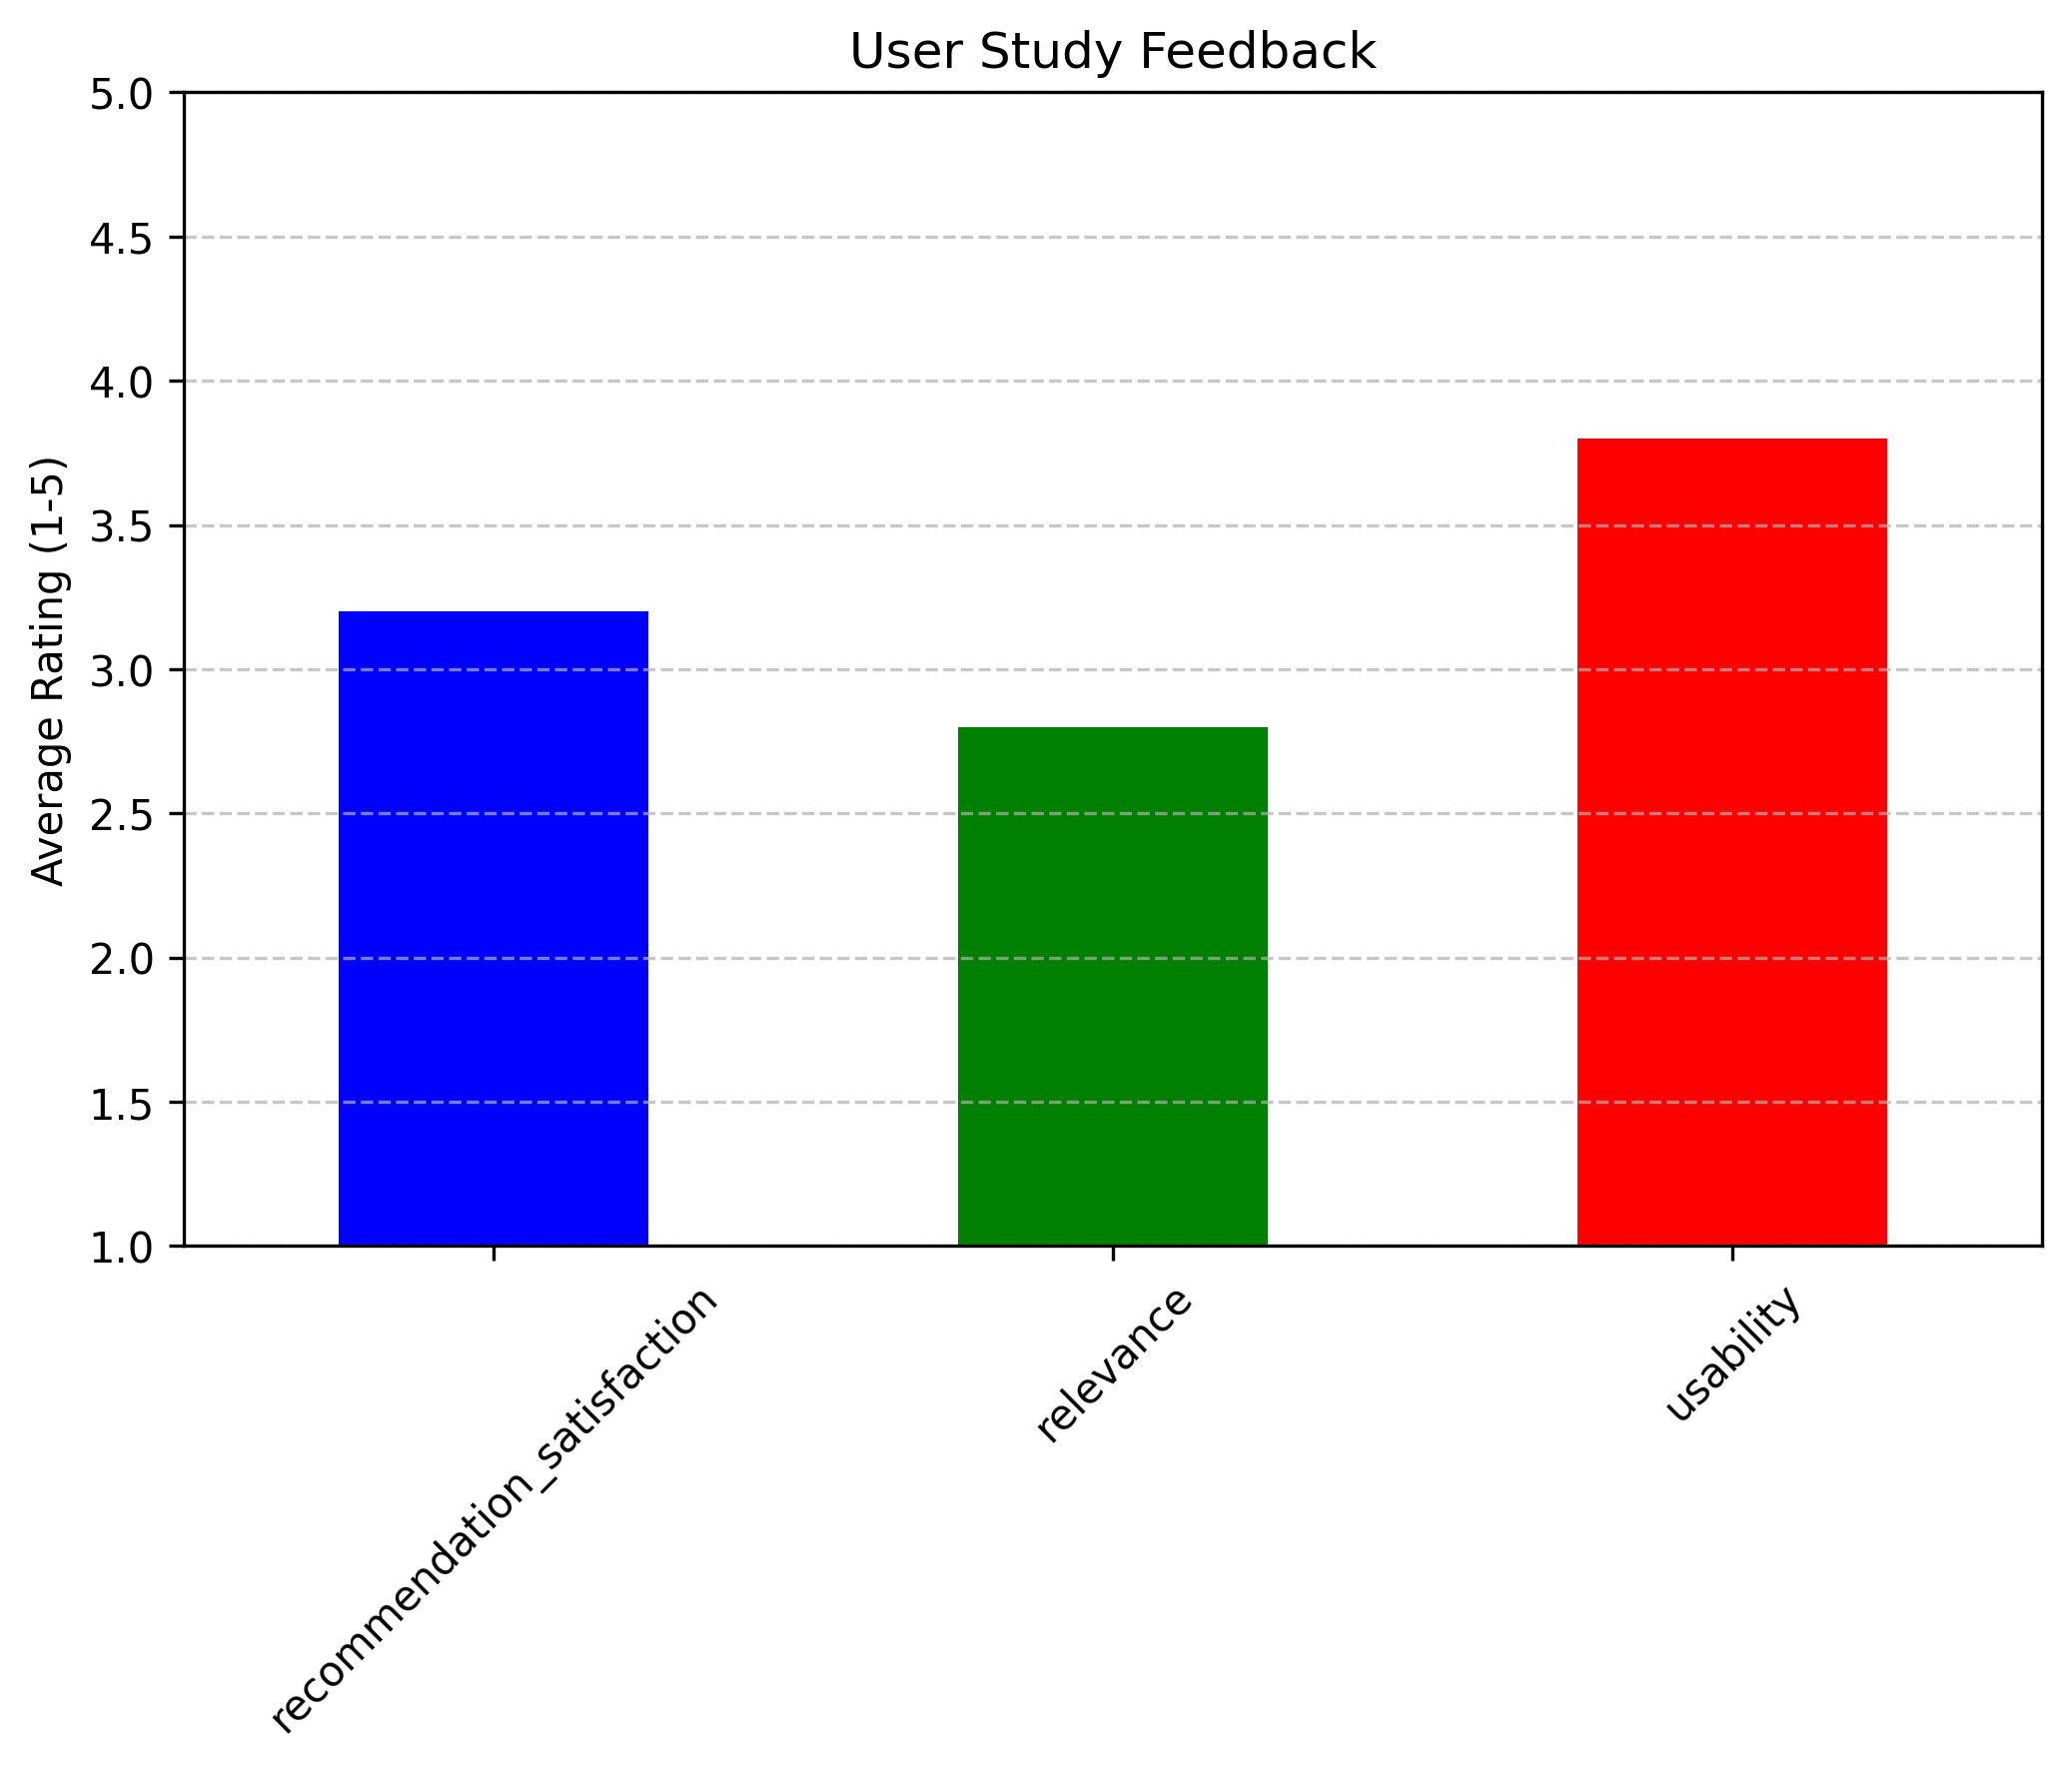 User Study Feedback
Average Rating (1-5)
5.0
4.5
4.0
3.5
3.0
2.5
2.0
1.5
1.0
recommendation_satisfaction
relevance
usability